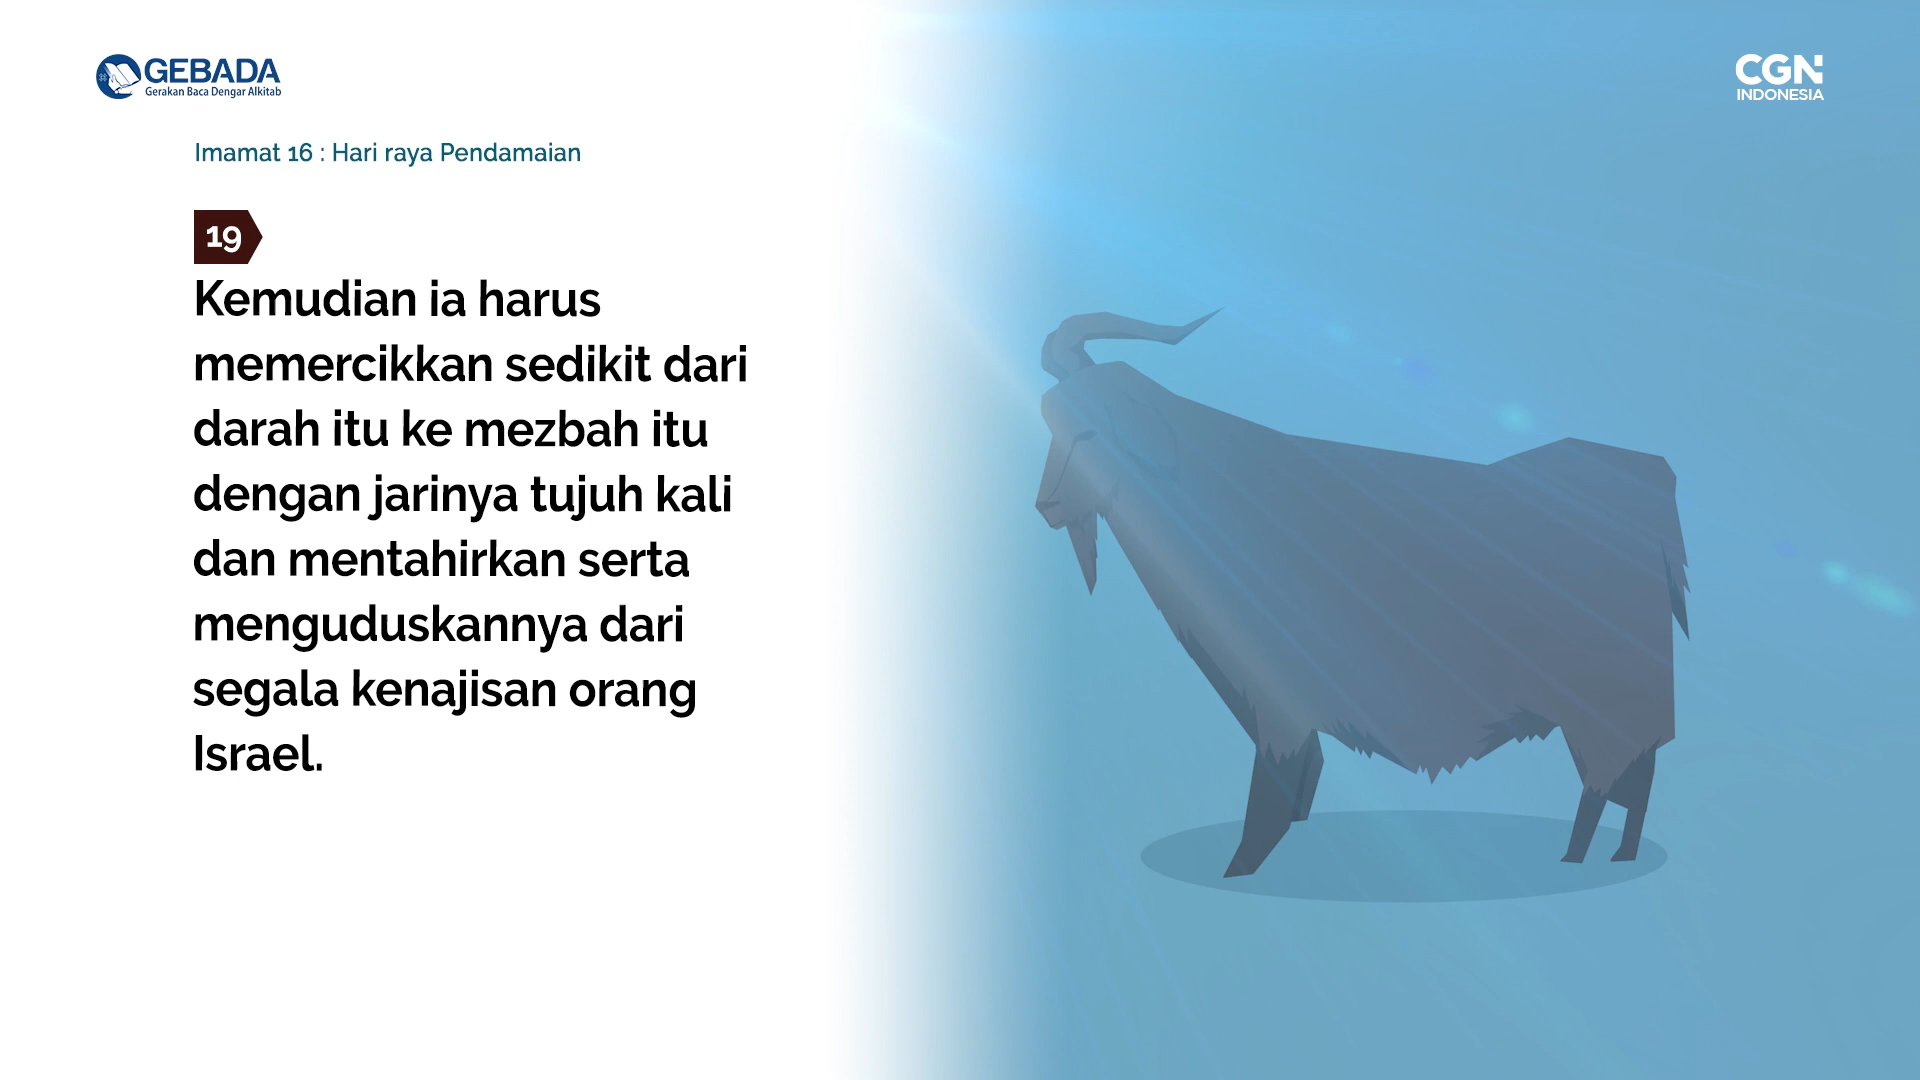 GEBADA
Gerakan Baca Dengar Alkitab
CGN
INDONESIA
Imamat 16 : Hari raya Pendamaian
19
Kemudian ia harus
memercikkan sedikit dari
darah itu ke mezbah itu
dengan jarinya tujuh kali
dan mentahirkan serta
menguduskannya dari
segala kenajisan orang
Israel.